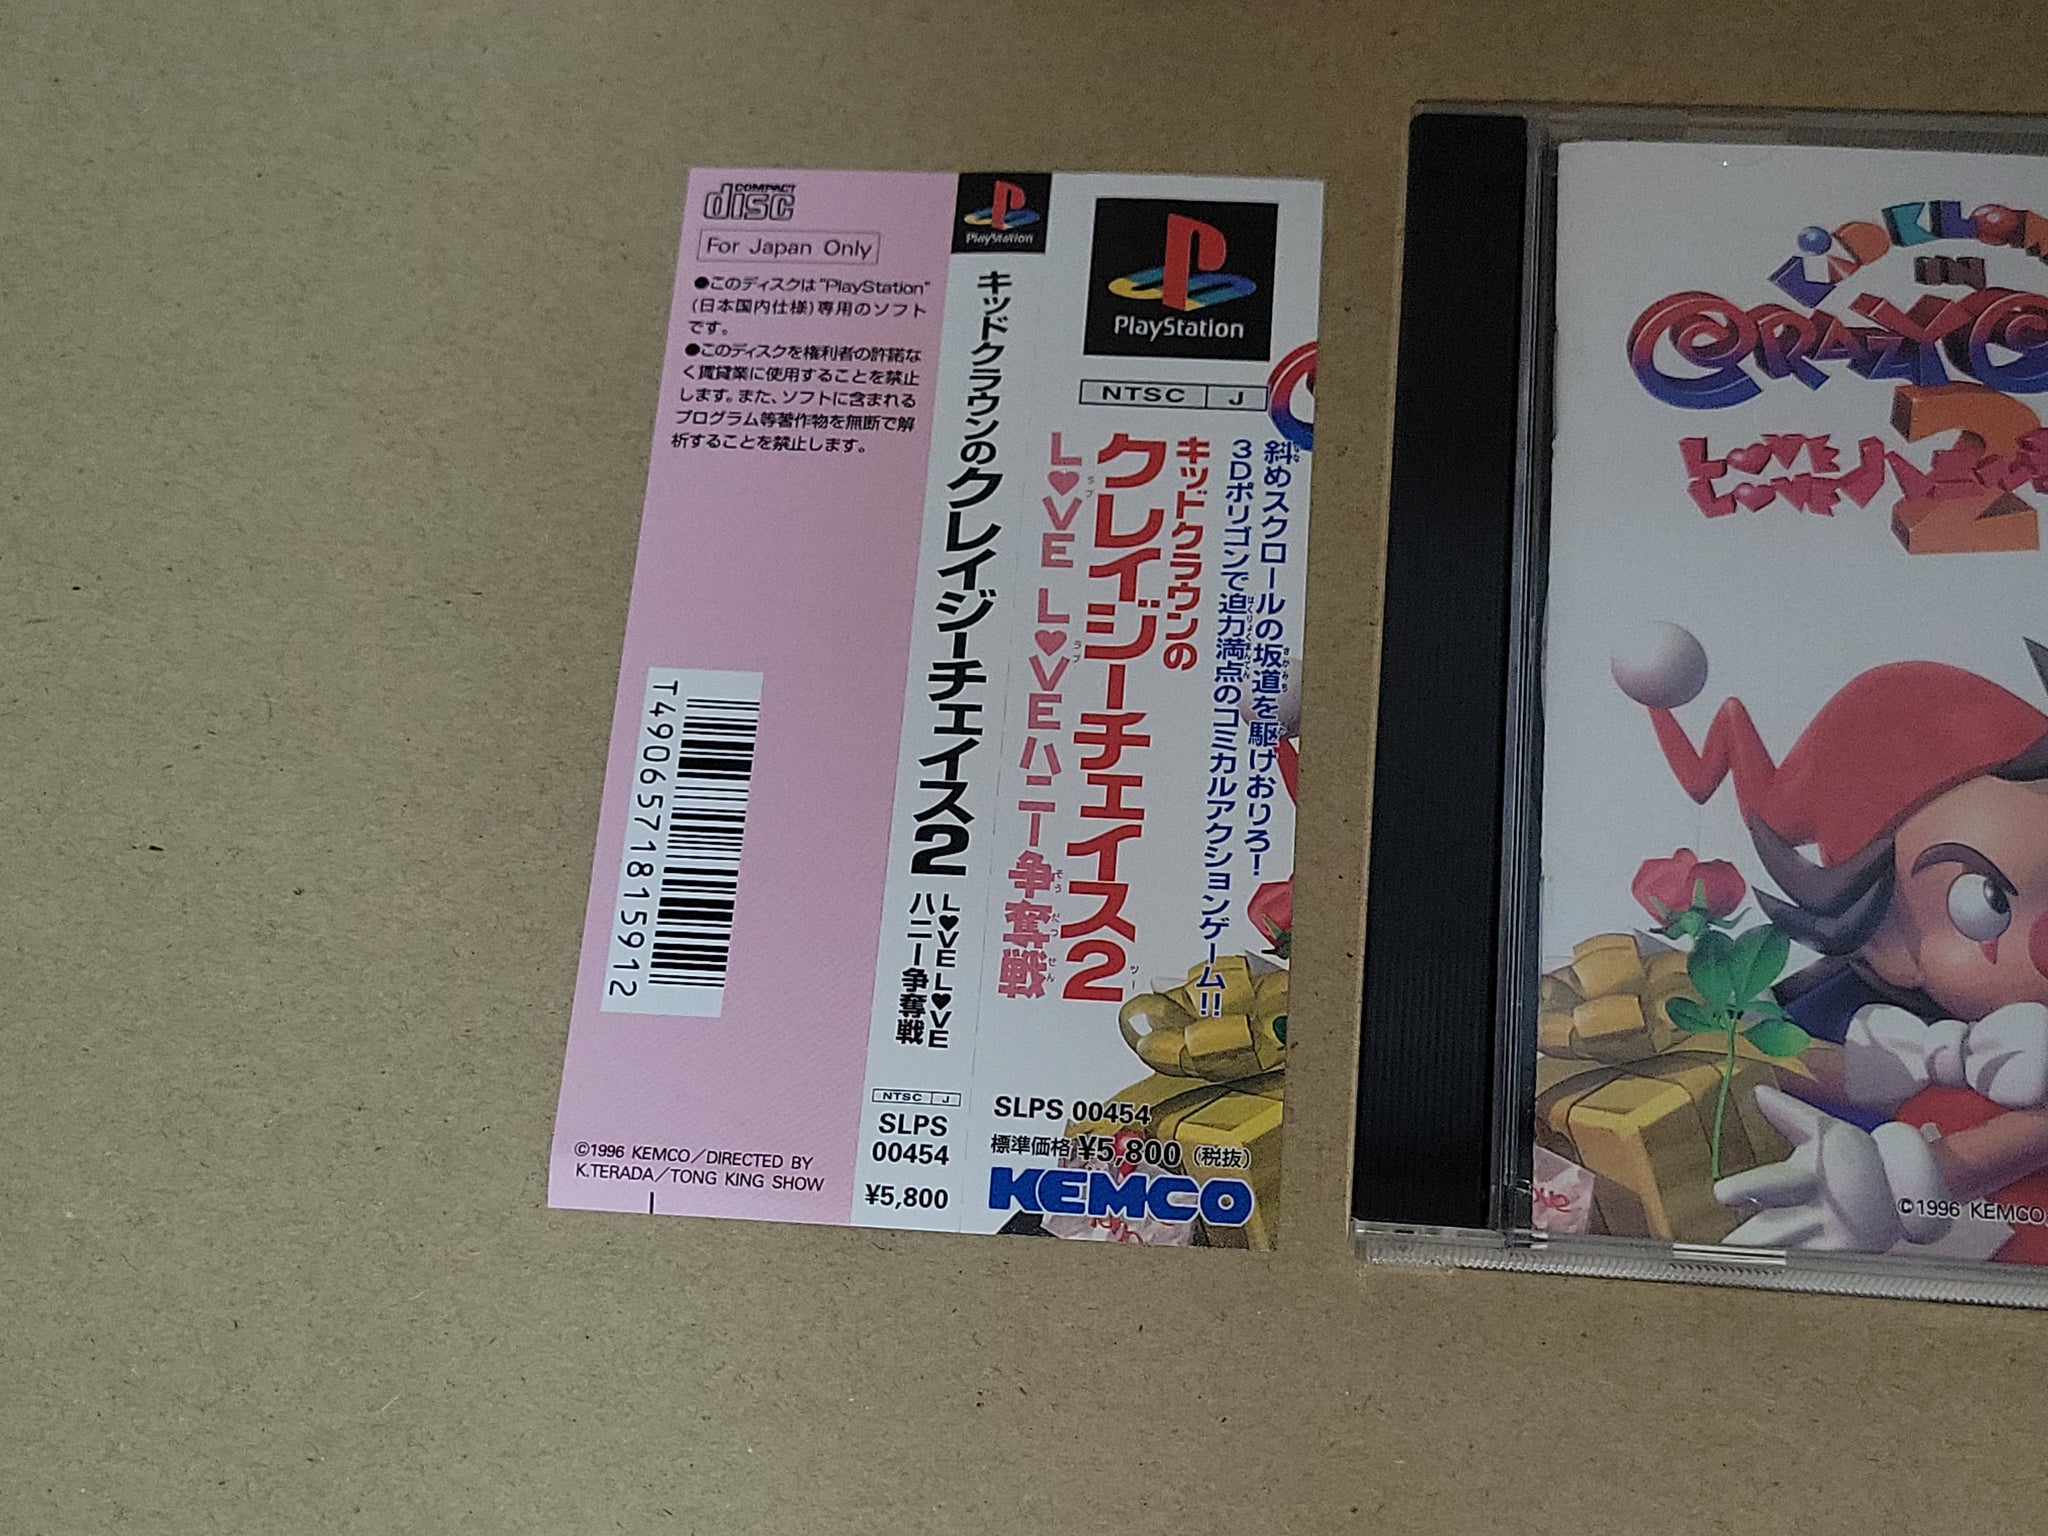 COMPACT
disc
For Japan Only
●このディスクは"PlayStation"
(日本国内仕様)専用のソフト
です。
●このディスクを権利者の許諾な
く賃貸業に使用することを禁止
します。また、ソフトに含まれる
プログラム等著作物を無断で解
析することを禁止します。
T4906571815912
©1996 KEMCO/DIRECTED BY
K.TERADA/TONG KING SHOW
PlayStation
キッドクラウンのクレイジーチェイス2
L♥VE L♥VE
ハニー争奪戦
NTSC J
SLPS
00454
¥5,800
PlayStation
NTSC J
斜めスクロールの坂道を駆けおりろ!
3Dポリゴンで迫力満点のコミカルアクションゲーム!!
キッドクラウンの
クレイジーチェイス2
L♥VE L♥VEハニー争奪戦
SLPS 00454
標準価格 ¥5,800 (税抜)
KEMCO
IN
CRAZY
2
©1996 KEMCO